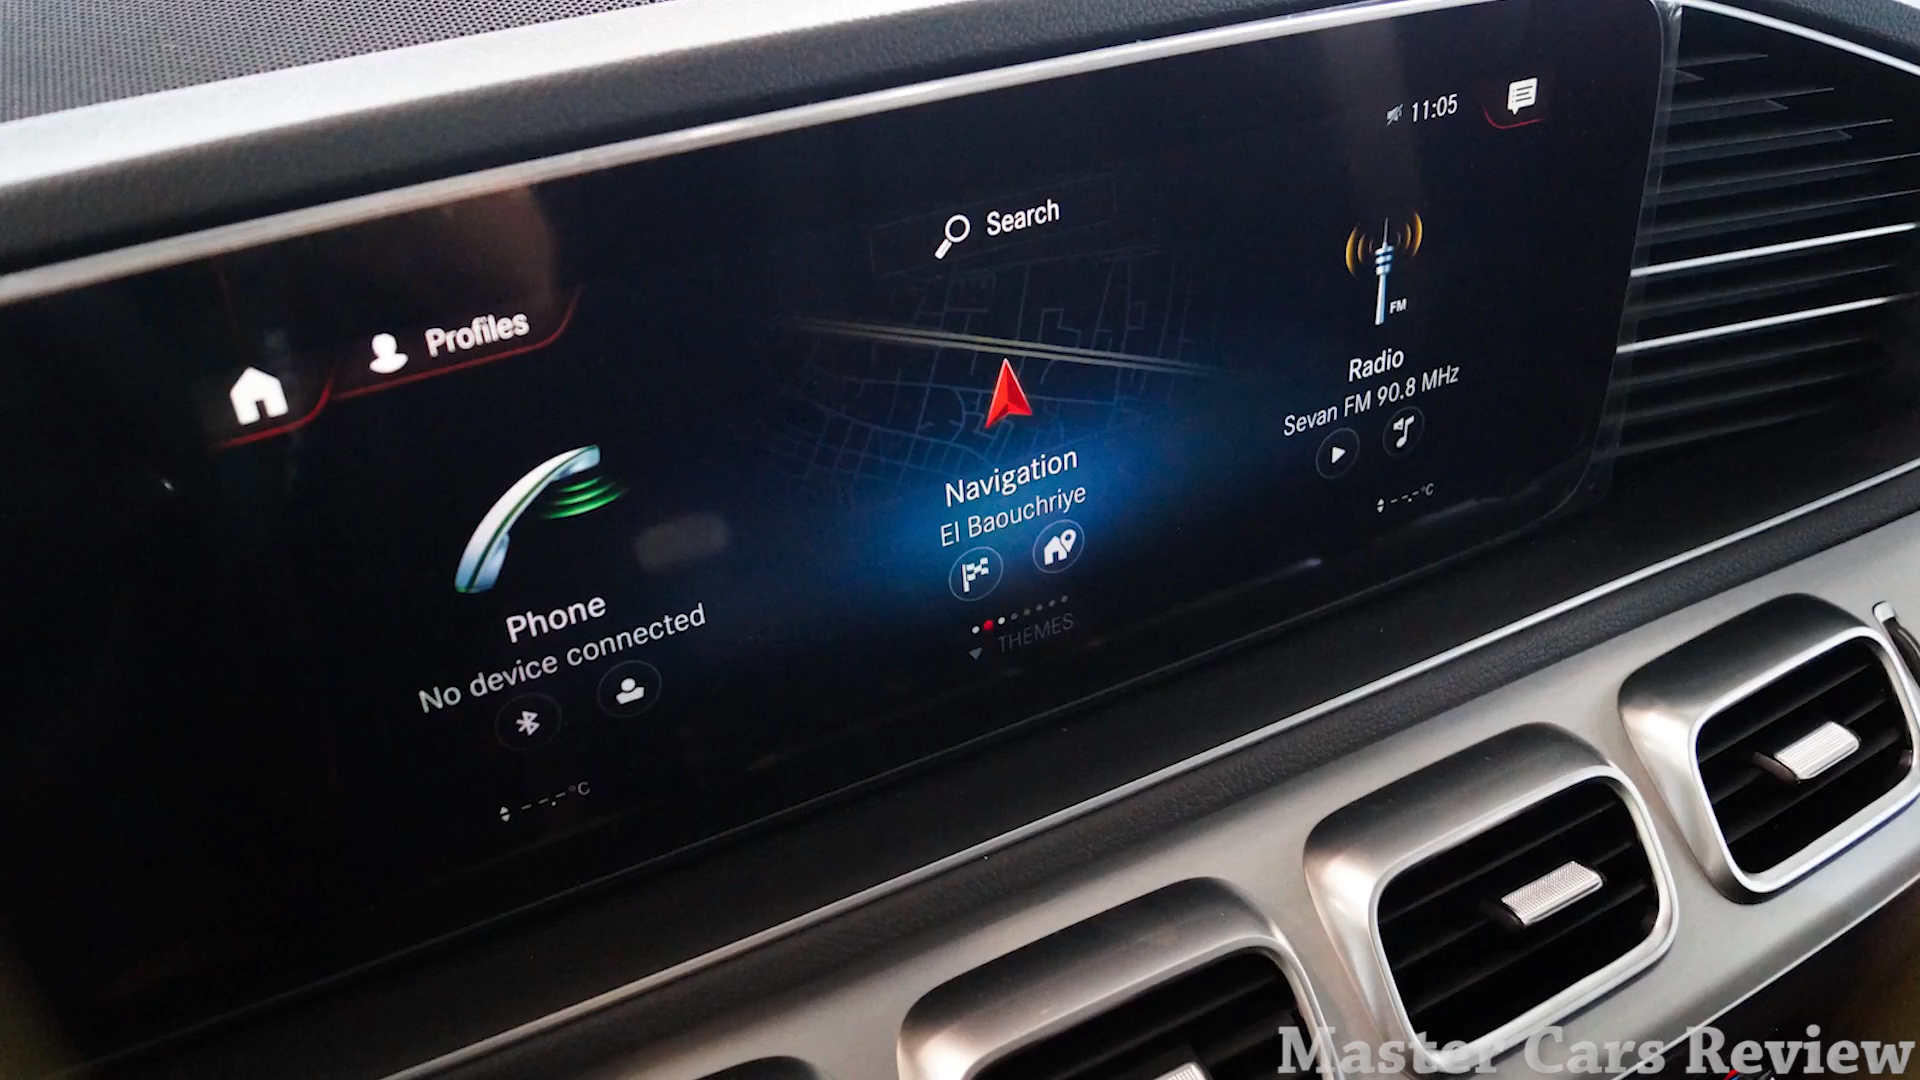 11:05
Search
Profiles
FM
Radio
Sevan FM 90.8 MHz
--.-°C
Navigation
El Baouchriye
THEMES
Phone
No device connected
--.-°C
Master Cars Review